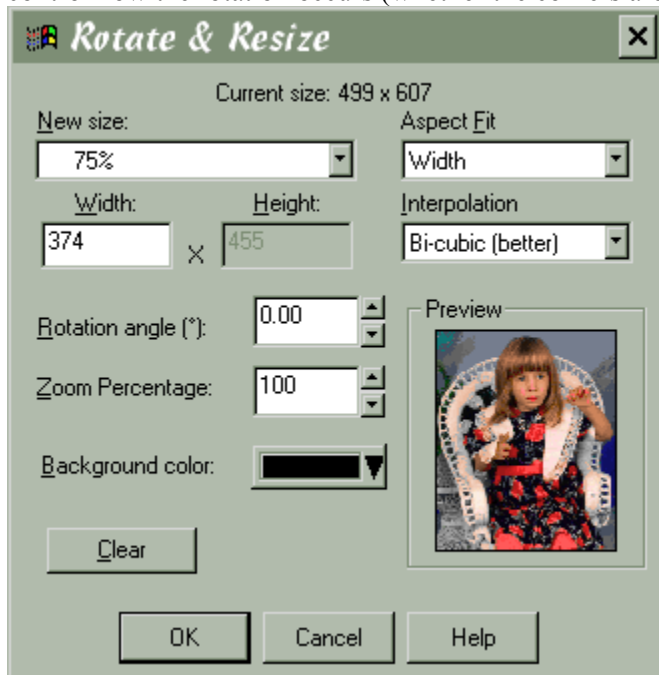 Rotate & Resize
Current size: 499 x 607
New size:
Aspect Fit
75%
Width
Width:
Height:
Interpolation
374 X 455
Bi-cubic (better)
Rotation angle (°):
0.00
Preview
Zoom Percentage:
100
Background color:
Clear
OK
Cancel
Help